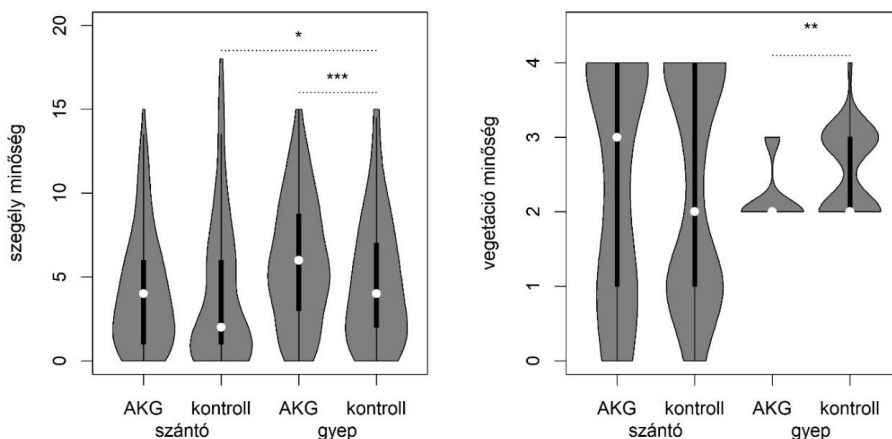 szegély minőség
20
15
10
5
0
*
***
AKG kontroll AKG kontroll
szántó gyep
vegetáció minőség
4
3
2
1
0
**
AKG kontroll AKG kontroll
szántó gyep